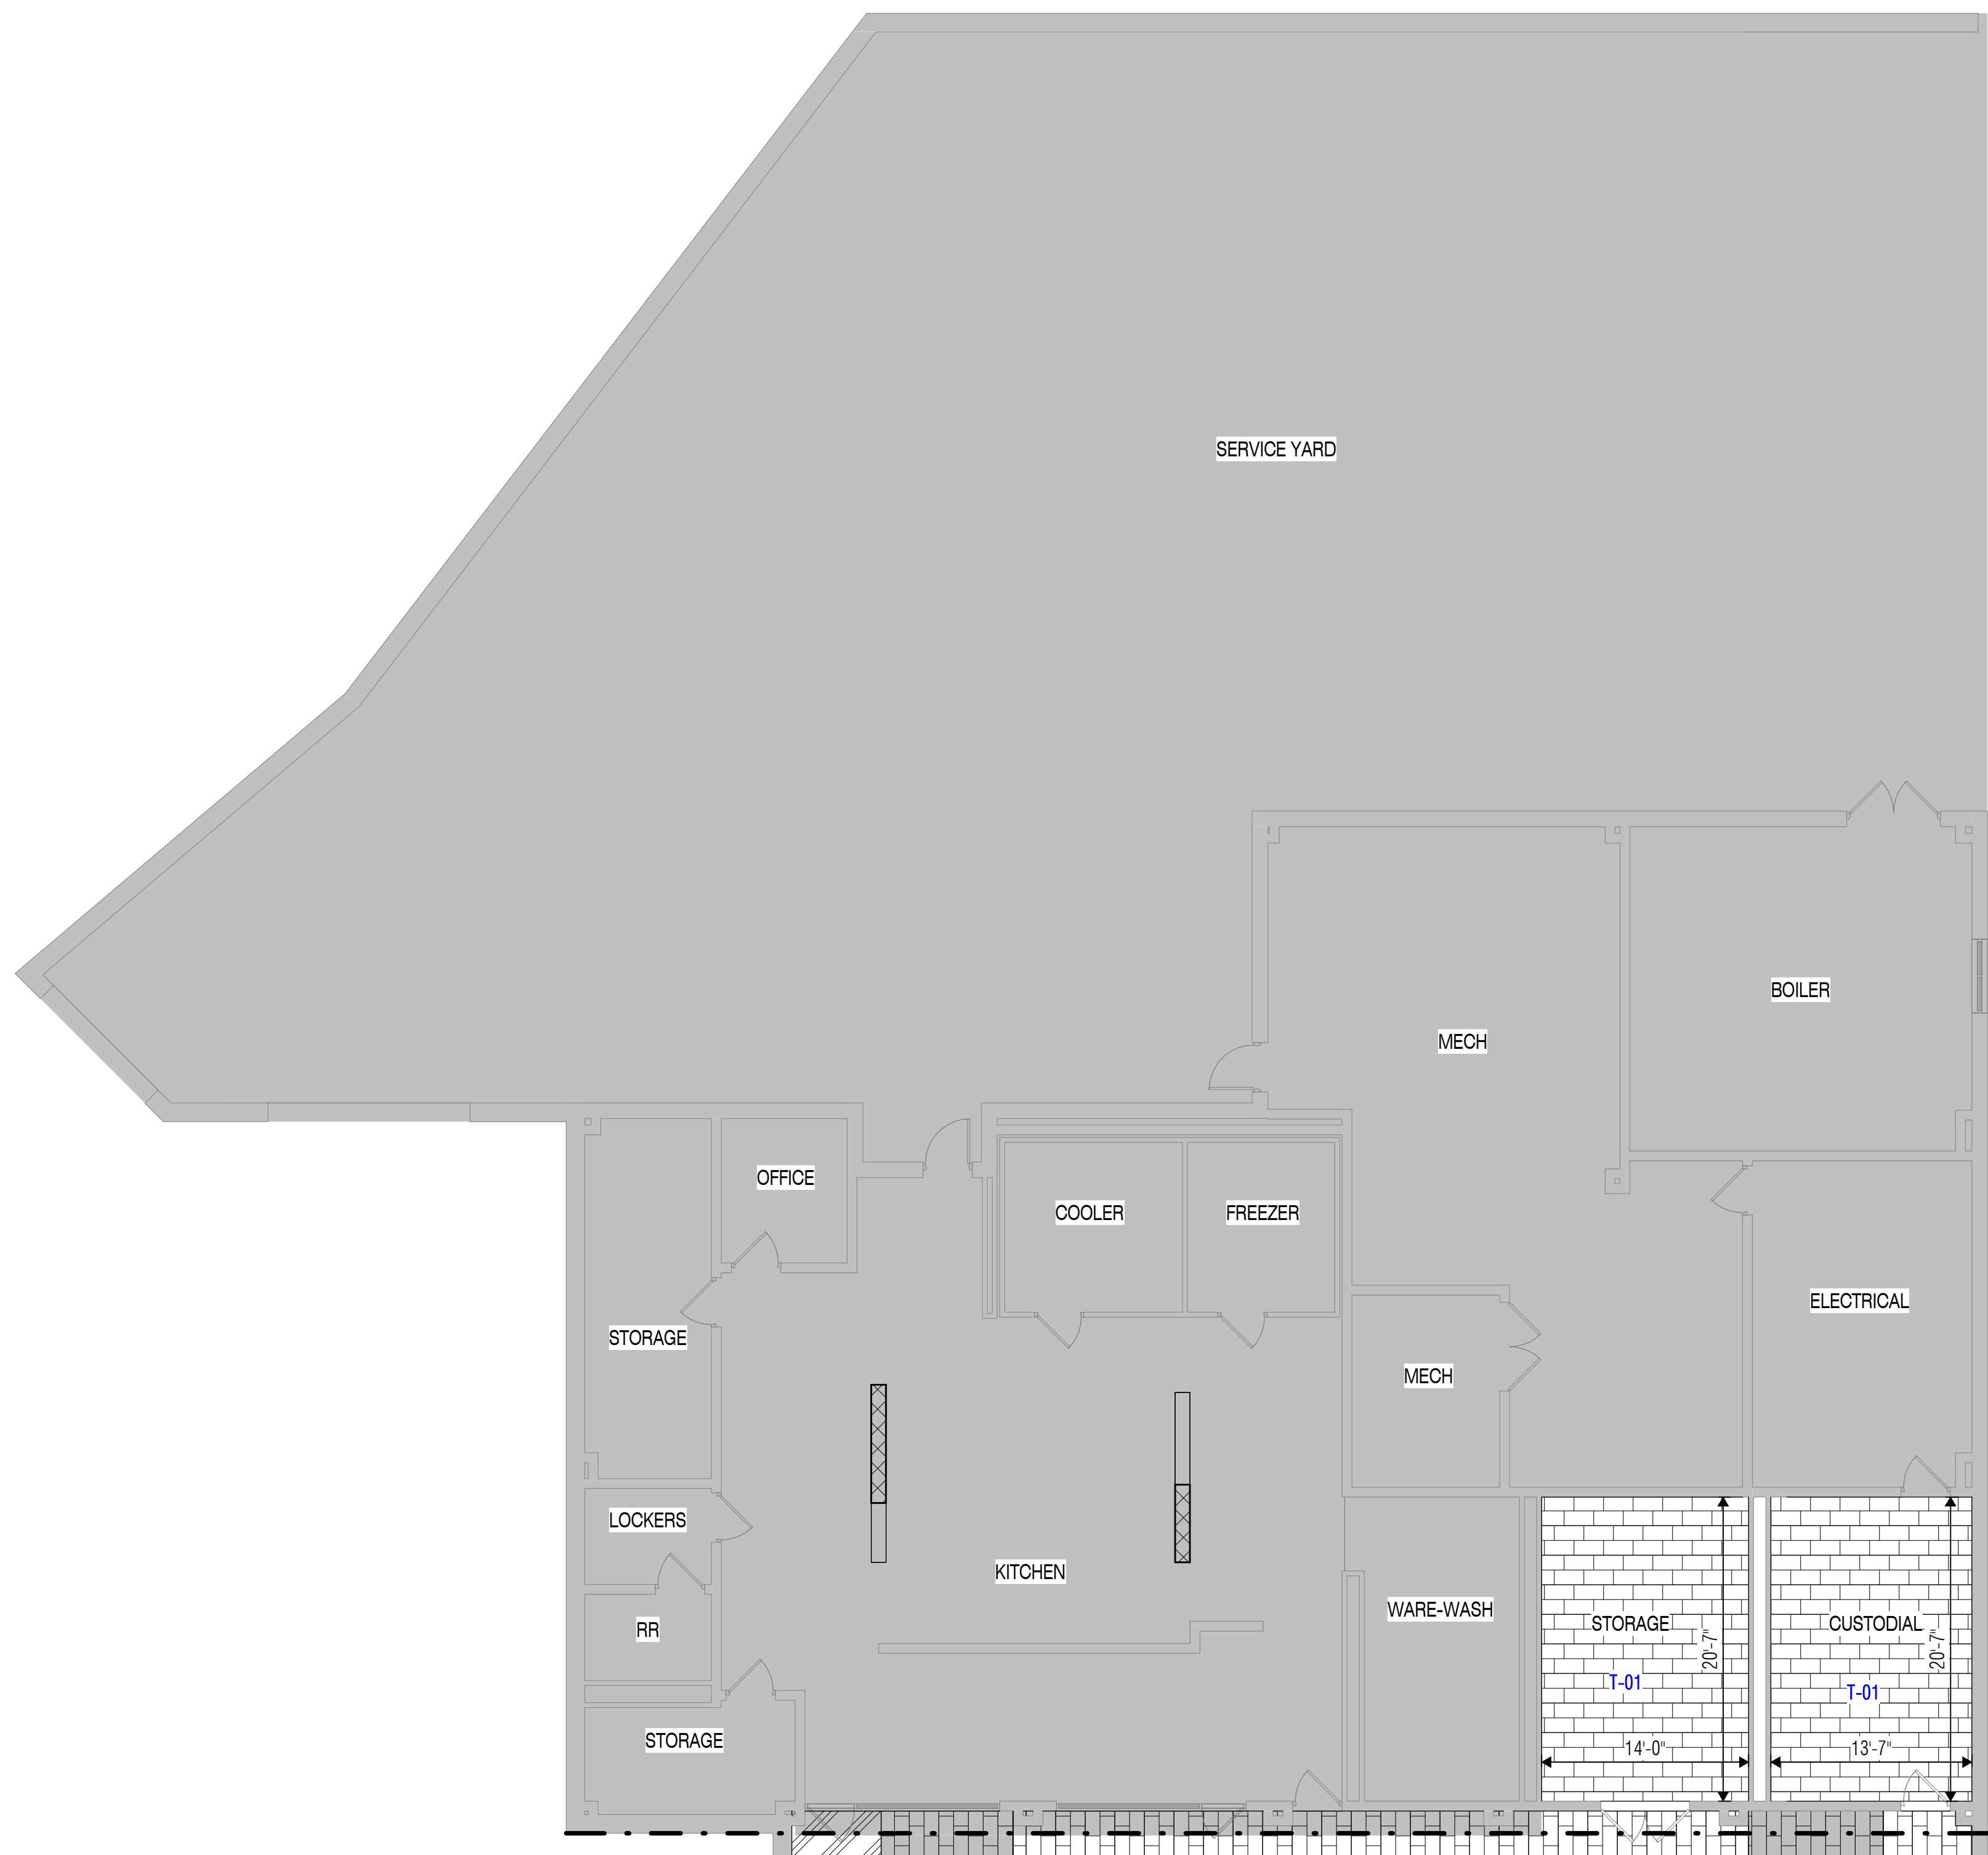 SERVICE YARD
BOILER
MECH
OFFICE
COOLER
FREEZER
ELECTRICAL
STORAGE
MECH
LOCKERS
KITCHEN
WARE-WASH
STORAGE
CUSTODIAL
RR
20'-7"
20'-7"
T-01
T-01
STORAGE
14'-0"
13'-7"